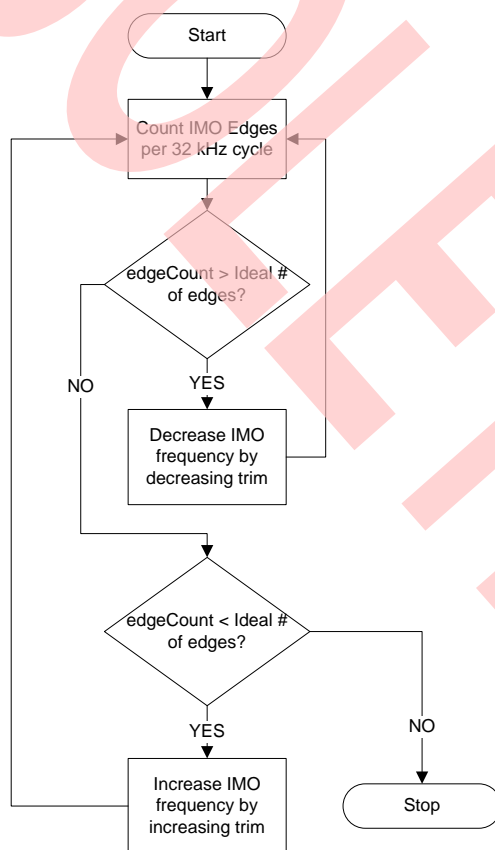 Start
Count IMO Edges
per 32 kHz cycle
edgeCount > Ideal #
of edges?
NO
YES
Decrease IMO
frequency by
decreasing trim
edgeCount < Ideal #
of edges?
YES
NO
Increase IMO
frequency by
increasing trim
Stop